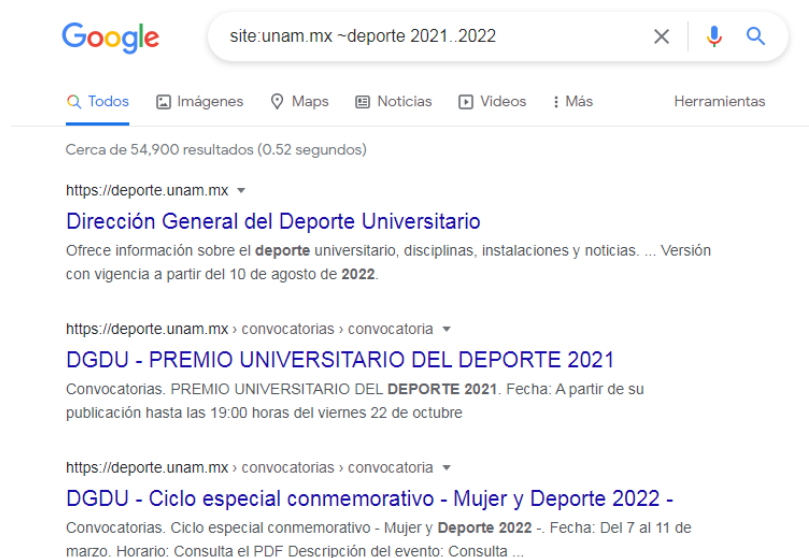 Google
site:unam.mx ~deporte 2021..2022
Todos Imágenes Maps Noticias Videos Más Herramientas
Cerca de 54,900 resultados (0.52 segundos)
https://deporte.unam.mx
Dirección General del Deporte Universitario
Ofrece información sobre el deporte universitario, disciplinas, instalaciones y noticias. ... Versión
con vigencia a partir del 10 de agosto de 2022.
https://deporte.unam.mx › convocatorias › convocatoria
DGDU - PREMIO UNIVERSITARIO DEL DEPORTE 2021
Convocatorias. PREMIO UNIVERSITARIO DEL DEPORTE 2021. Fecha: A partir de su
publicación hasta las 19:00 horas del viernes 22 de octubre
https://deporte.unam.mx › convocatorias › convocatoria
DGDU - Ciclo especial conmemorativo - Mujer y Deporte 2022 -
Convocatorias. Ciclo especial conmemorativo - Mujer y Deporte 2022 -. Fecha: Del 7 al 11 de
marzo. Horario: Consulta el PDF Descripción del evento: Consulta ...